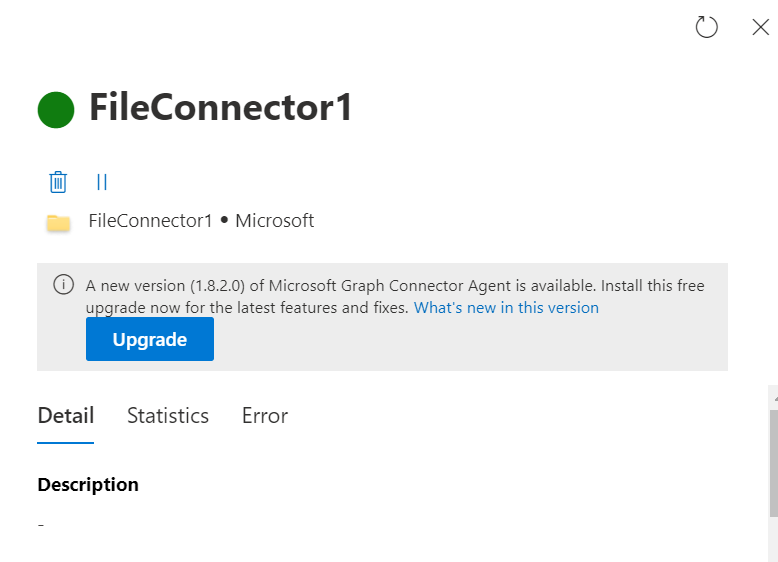 FileConnector1
FileConnector1 • Microsoft
A new version (1.8.2.0) of Microsoft Graph Connector Agent is available. Install this free
upgrade now for the latest features and fixes. What's new in this version
Upgrade
Detail Statistics Error
Description
-